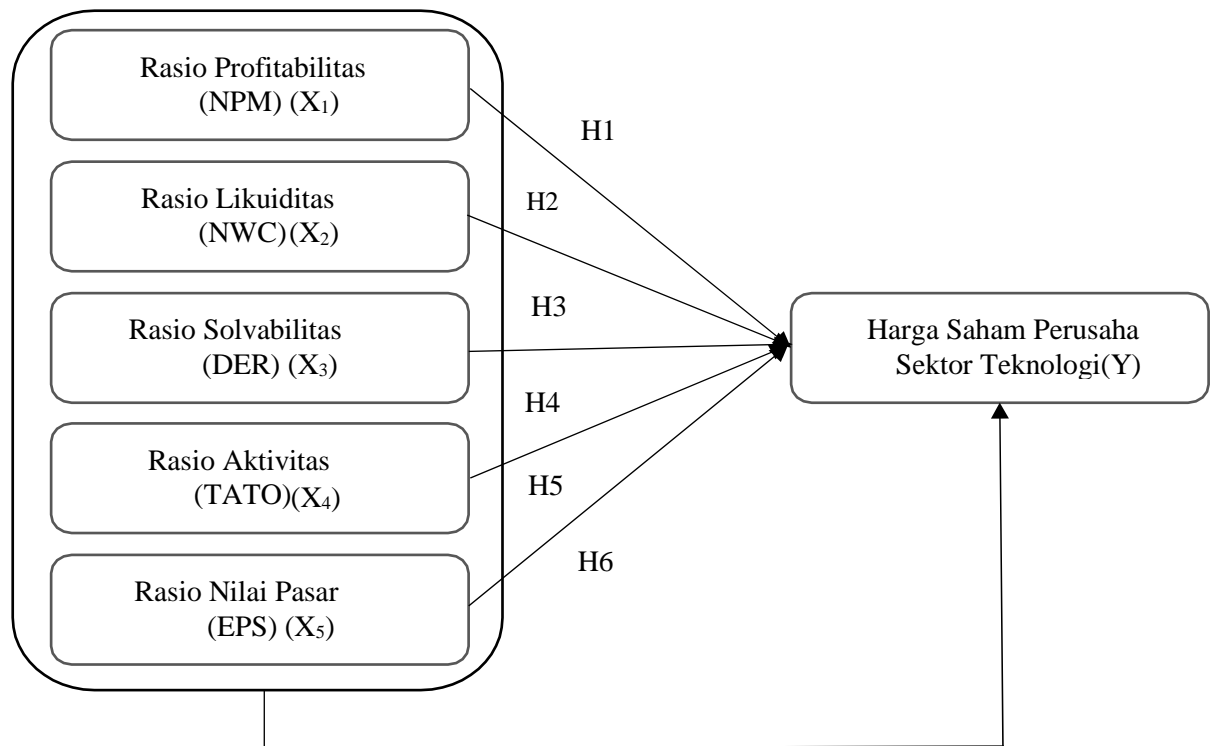 Rasio Profitabilitas
(NPM) (X₁)
H1
Rasio Likuiditas
(NWC)(X₂)
H2
Rasio Solvabilitas
(DER) (X₃)
H3
Harga Saham Perusaha
Sektor Teknologi(Y)
Rasio Aktivitas
(TATO)(X₄)
H4
H5
Rasio Nilai Pasar
(EPS) (X₅)
H6